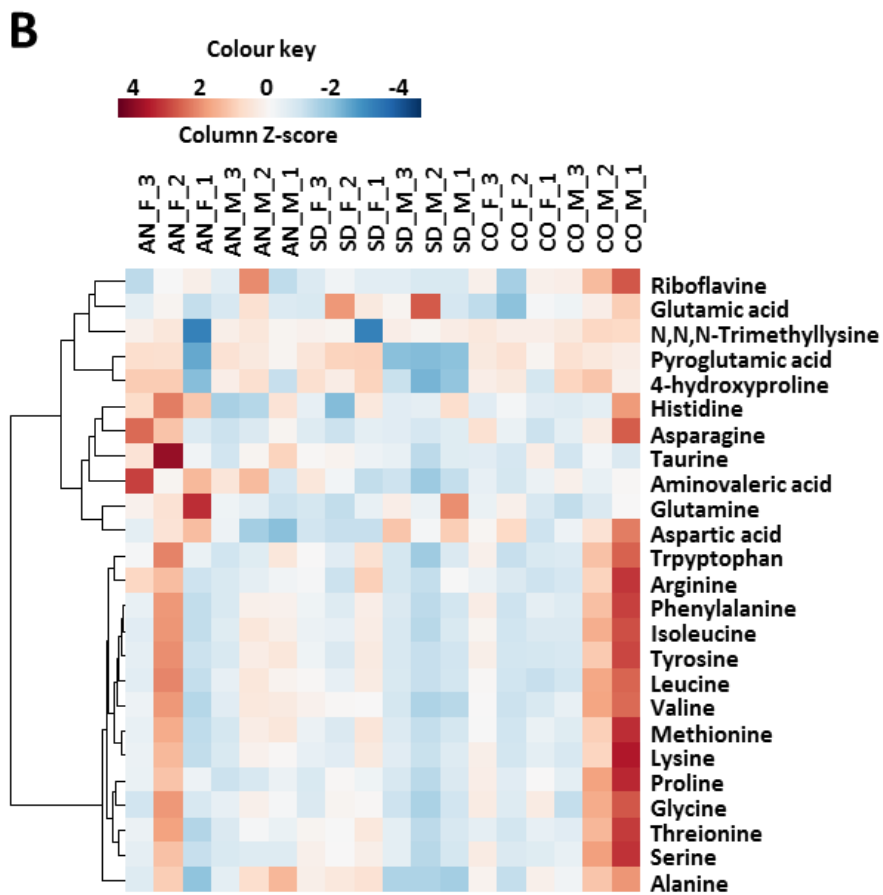 B
Colour key
4 2 0 -2 -4
Column Z-score
AN_F_3 AN_F_2 AN_F_1 AN_M_3 AN_M_2 AN_M_1 SD_F_3 SD_F_2 SD_F_1 SD_M_3 SD_M_2 SD_M_1 CO_F_3 CO_F_2 CO_F_1 CO_M_3 CO_M_2 CO_M_1
Riboflavine
Glutamic acid
N,N,N-Trimethyllysine
Pyroglutamic acid
4-hydroxyproline
Histidine
Asparagine
Taurine
Aminovaleric acid
Glutamine
Aspartic acid
Trpyptophan
Arginine
Phenylalanine
Isoleucine
Tyrosine
Leucine
Valine
Methionine
Lysine
Proline
Glycine
Threionine
Serine
Alanine